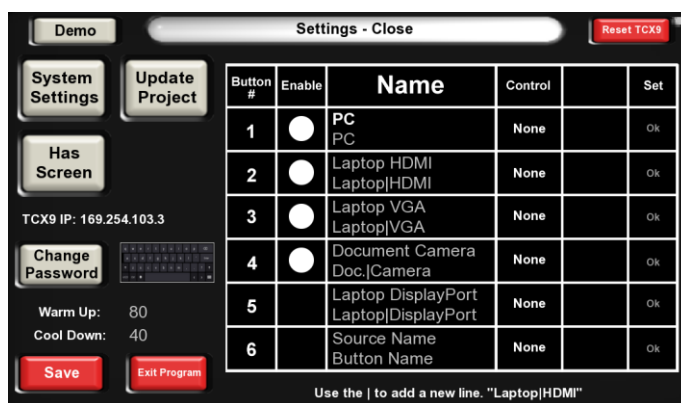 Demo
Settings - Close
Reset TCX9
System
Settings
Update
Project
Has
Screen
TCX9 IP: 169.254.103.3
Change
Password
Warm Up: 80
Cool Down: 40
Save
Exit Program
Button
# Enable Name Control Set
1 PC
PC None Ok
2 Laptop HDMI
Laptop|HDMI None Ok
3 Laptop VGA
Laptop|VGA None Ok
4 Document Camera
Doc.|Camera None Ok
5 Laptop DisplayPort
Laptop|DisplayPort None Ok
6 Source Name
Button Name None Ok
Use the | to add a new line. "Laptop|HDMI"